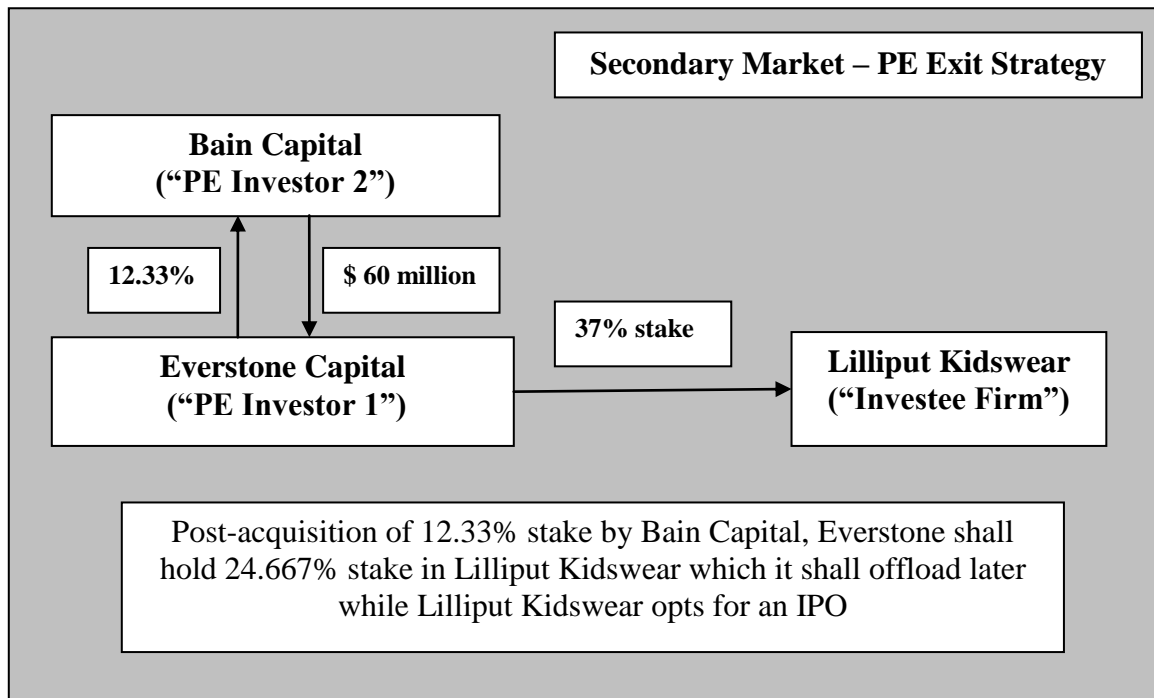 Secondary Market – PE Exit Strategy
Bain Capital
(“PE Investor 2”)
12.33%
$ 60 million
37% stake
Everstone Capital
(“PE Investor 1”)
Lilliput Kidswear
(“Investee Firm”)
Post-acquisition of 12.33% stake by Bain Capital, Everstone shall
hold 24.667% stake in Lilliput Kidswear which it shall offload later
while Lilliput Kidswear opts for an IPO